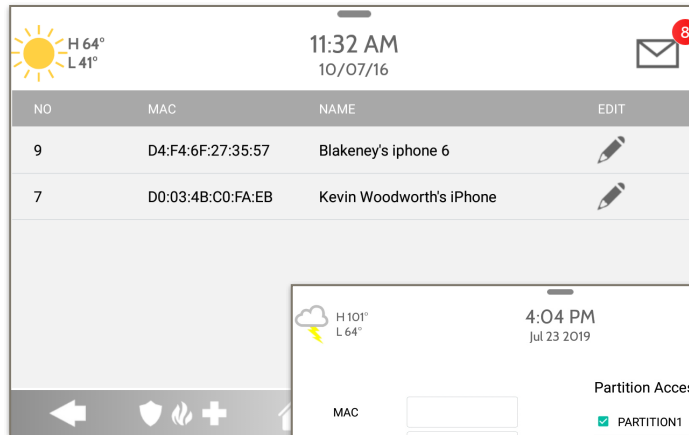 H 64°
L 41°
11:32 AM
10/07/16
8
NO MAC NAME EDIT
9 D4:F4:6F:27:35:57 Blakeney's iphone 6
7 D0:03:4B:C0:FA:EB Kevin Woodworth's iPhone
H 101°
L 64°
4:04 PM
Jul 23 2019
Partition Acces
MAC
PARTITION1